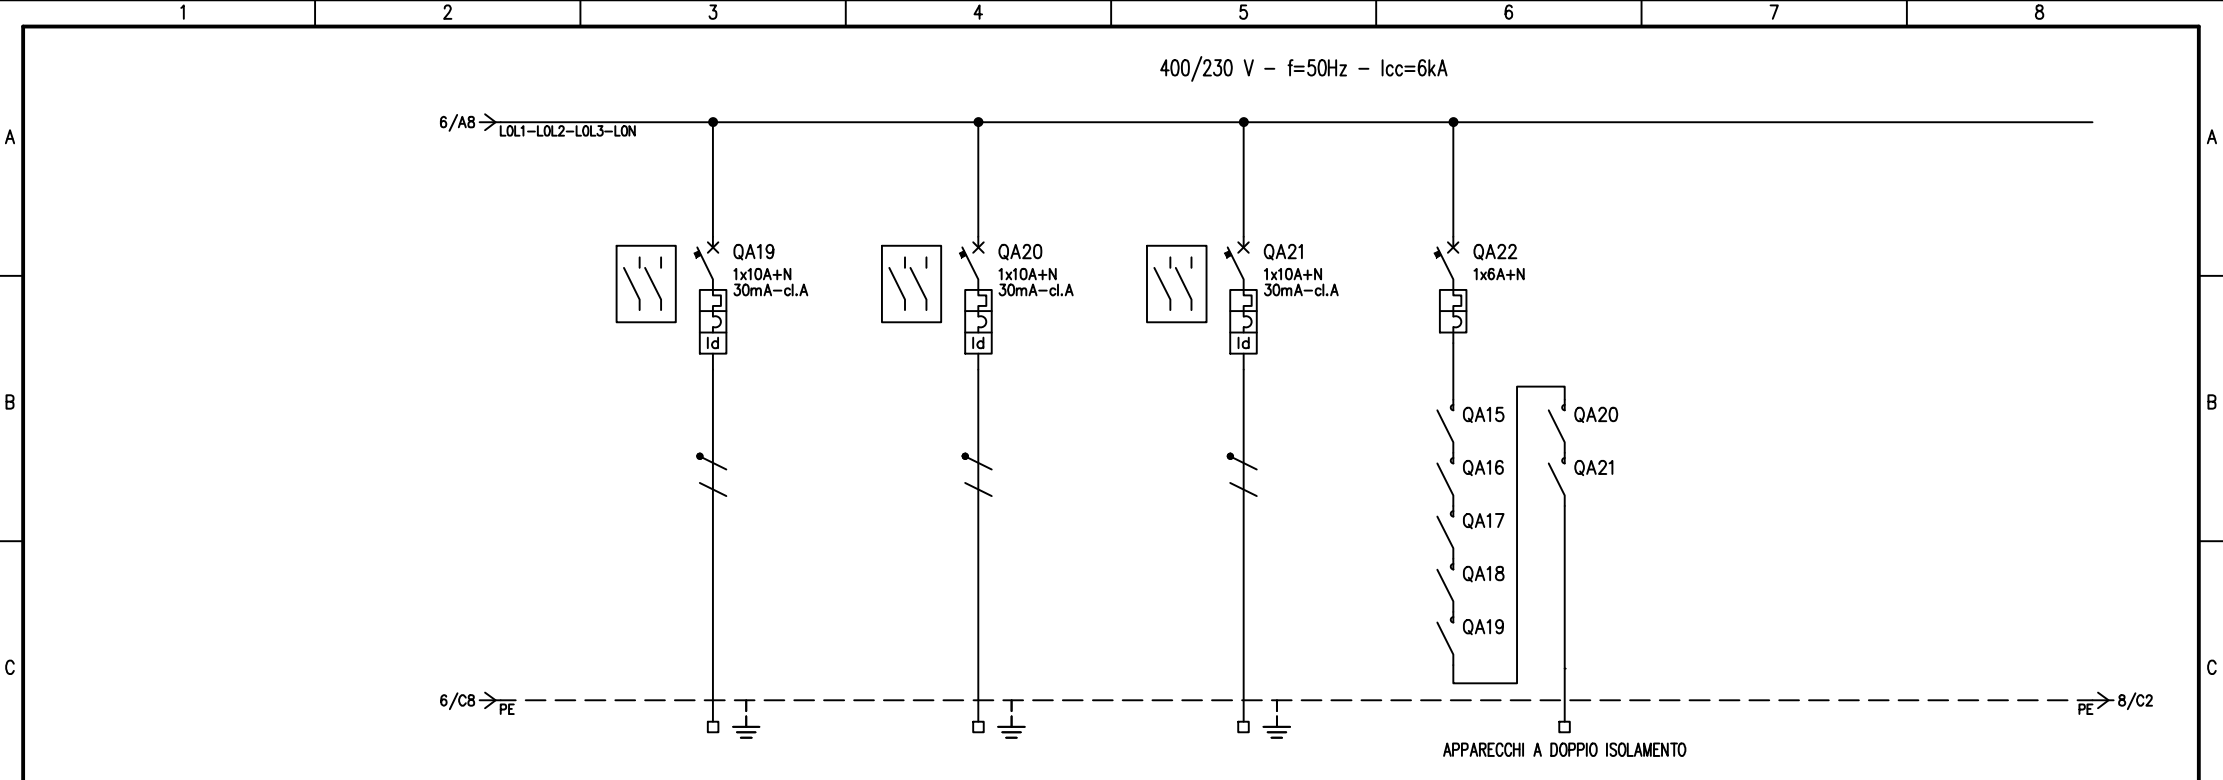 1 2 3 4 5 6 7 8
400/230 V – f=50Hz – Icc=6kA
A A
6/A8 L0L1–L0L2–L0L3–L0N
QA19 QA20 QA21 QA22
1x10A+N 1x10A+N 1x10A+N 1x6A+N
30mA–cl.A 30mA–cl.A 30mA–cl.A
Id Id Id
B B
QA15 QA20
QA16 QA21
QA17
QA18
QA19
C C
6/C8 PE PE 8/C2
APPARECCHI A DOPPIO ISOLAMENTO